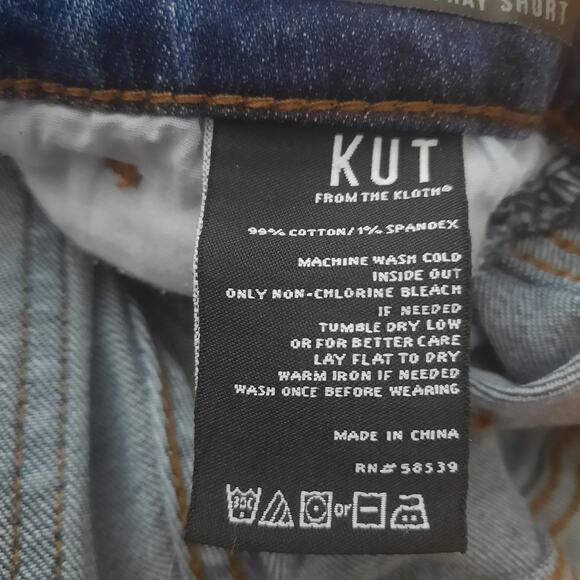 SHORT
KUT
FROM THE KLOTH®
99% COTTON/1% SPANDEX
MACHINE WASH COLD
INSIDE OUT
ONLY NON-CHLORINE BLEACH
IF NEEDED
TUMBLE DRY LOW
OR FOR BETTER CARE
LAY FLAT TO DRY
WARM IRON IF NEEDED
WASH ONCE BEFORE WEARING
MADE IN CHINA
RN# 58539
30C or